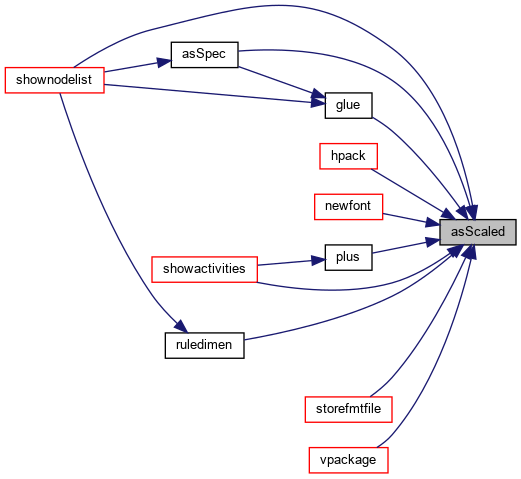 asSpec
shownodelist
glue
hpack
newfont
asScaled
plus
showactivities
ruledimen
storefmtfile
vpackage